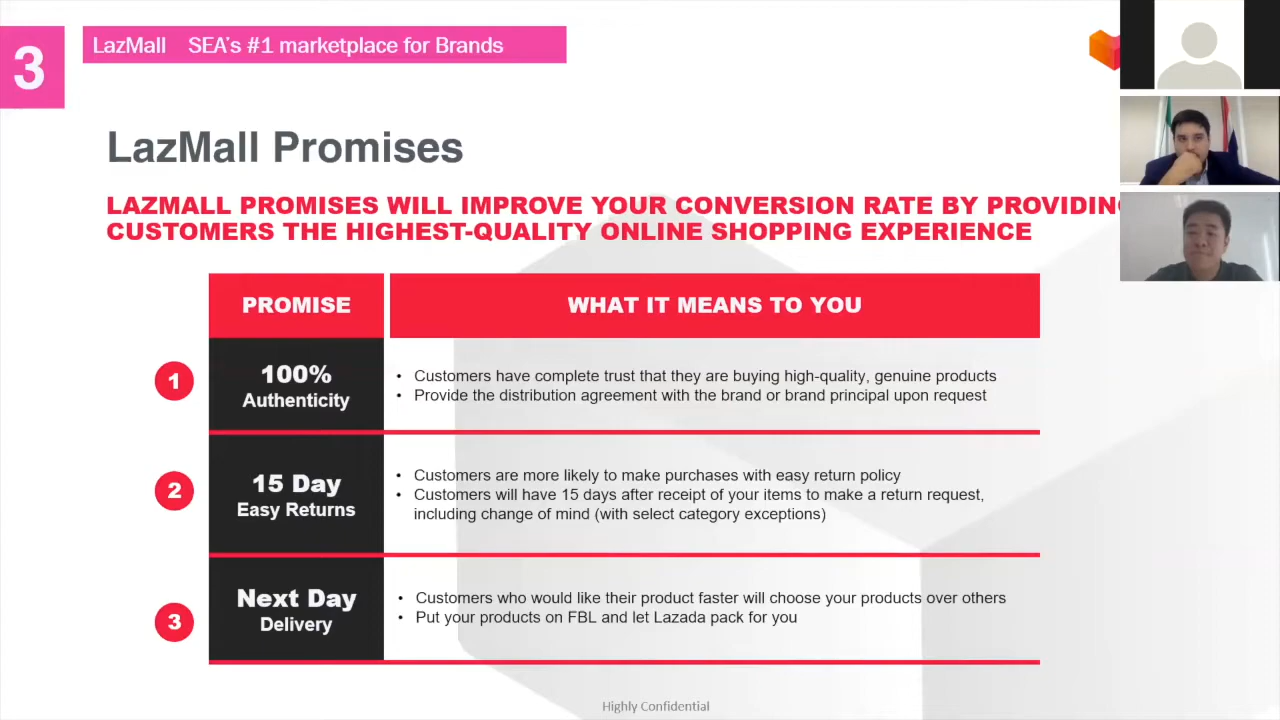 3
LazMall SEA's #1 marketplace for Brands
LazMall Promises
LAZMALL PROMISES WILL IMPROVE YOUR CONVERSION RATE BY PROVIDING
CUSTOMERS THE HIGHEST-QUALITY ONLINE SHOPPING EXPERIENCE
PROMISE
WHAT IT MEANS TO YOU
1
100%
Authenticity
• Customers have complete trust that they are buying high-quality, genuine products
• Provide the distribution agreement with the brand or brand principal upon request
2
15 Day
Easy Returns
• Customers are more likely to make purchases with easy return policy
• Customers will have 15 days after receipt of your items to make a return request,
including change of mind (with select category exceptions)
3
Next Day
Delivery
• Customers who would like their product faster will choose your products over others
• Put your products on FBL and let Lazada pack for you
Highly Confidential